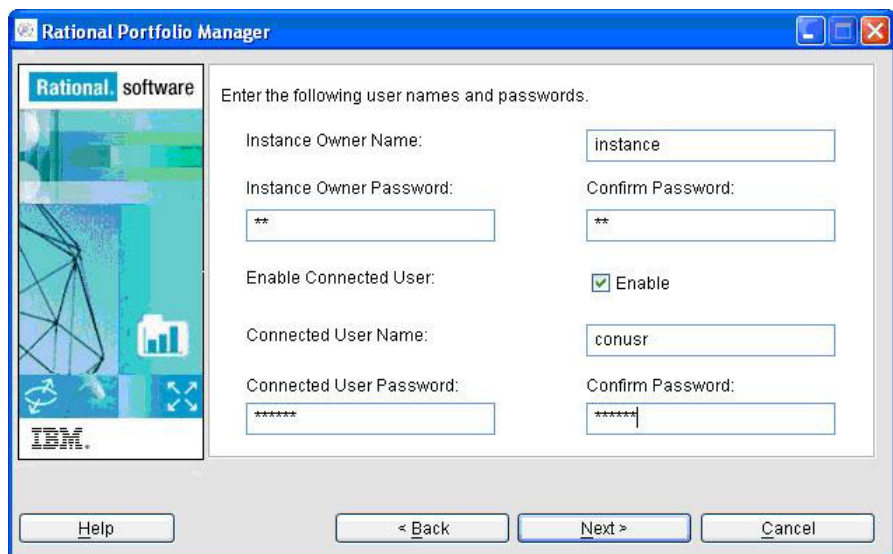 Rational Portfolio Manager
Rational. software
Enter the following user names and passwords.
Instance Owner Name:
instance
Instance Owner Password:
Confirm Password:
**
**
Enable Connected User:
Enable
Connected User Name:
conusr
Connected User Password:
Confirm Password:
******
******
IBM.
Help
< Back
Next >
Cancel